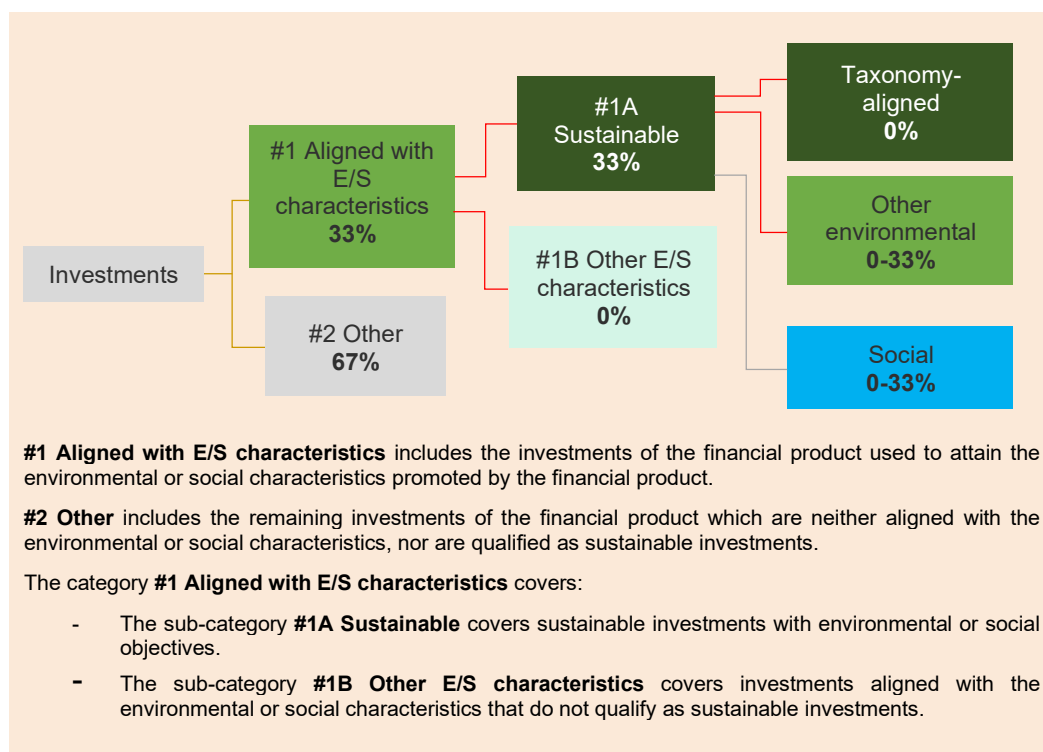 Investments
#1 Aligned with
E/S
characteristics
33%
#2 Other
67%
#1A
Sustainable
33%
#1B Other E/S
characteristics
0%
Taxonomy-
aligned
0%
Other
environmental
0-33%
Social
0-33%
#1 Aligned with E/S characteristics includes the investments of the financial product used to attain the
environmental or social characteristics promoted by the financial product.
#2 Other includes the remaining investments of the financial product which are neither aligned with the
environmental or social characteristics, nor are qualified as sustainable investments.
The category #1 Aligned with E/S characteristics covers:
- The sub-category #1A Sustainable covers sustainable investments with environmental or social
objectives.
- The sub-category #1B Other E/S characteristics covers investments aligned with the
environmental or social characteristics that do not qualify as sustainable investments.